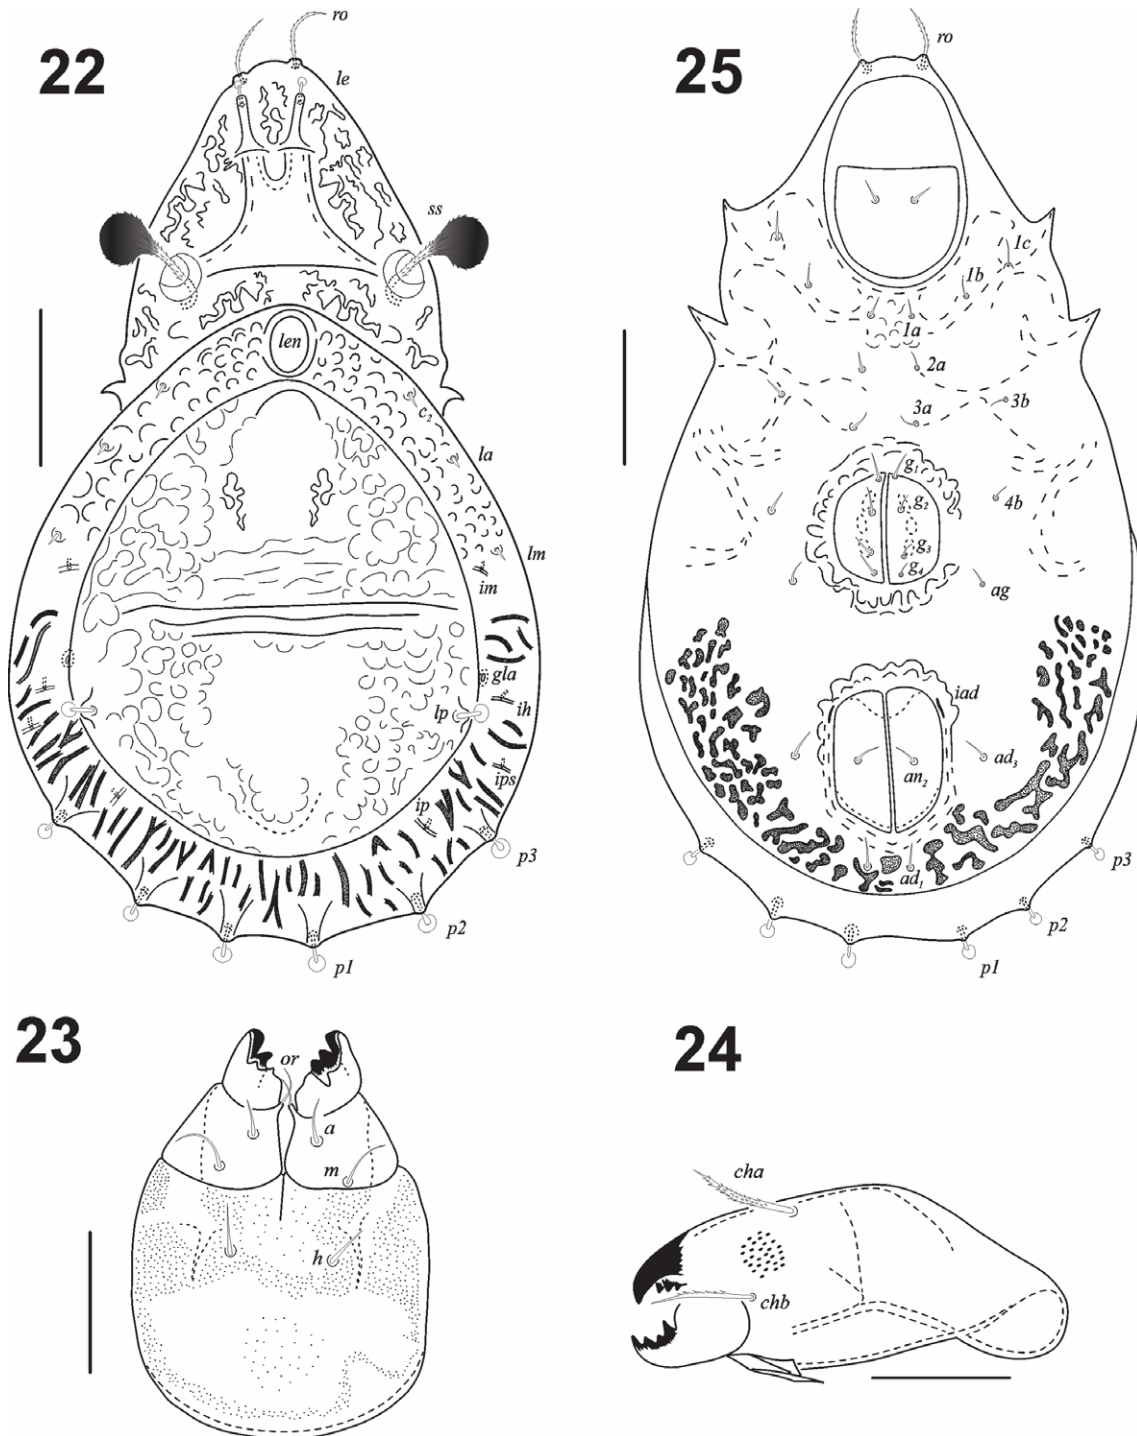 22
ro
le
ss
len
c2
la
lm
im
gla
ih
lp
ips
ip
p3
p2
p1
25
ro
1c
1b
1a
2a
3a
3b
g1
g2
4b
g3
g4
ag
iad
ad3
an2
ad1
p3
p2
p1
23
or
a
m
h
24
cha
chb